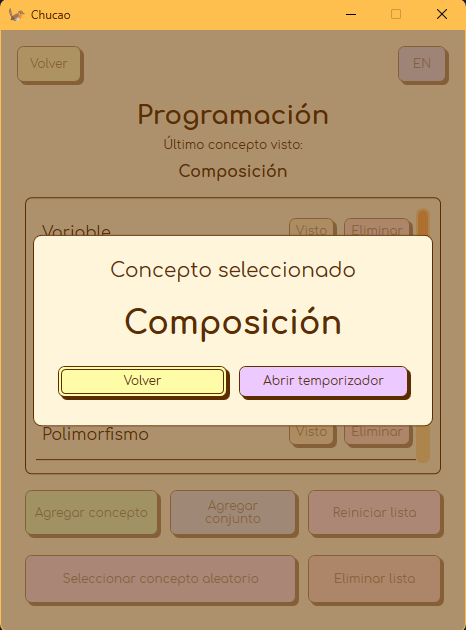 Chucao
Volver
EN
Programación
Último concepto visto:
Composición
Variable
Visto
Eliminar
Concepto seleccionado
Composición
Volver
Abrir temporizador
Polimorfismo
Visto
Eliminar
Agregar concepto
Agregar
conjunto
Reiniciar lista
Seleccionar concepto aleatorio
Eliminar lista